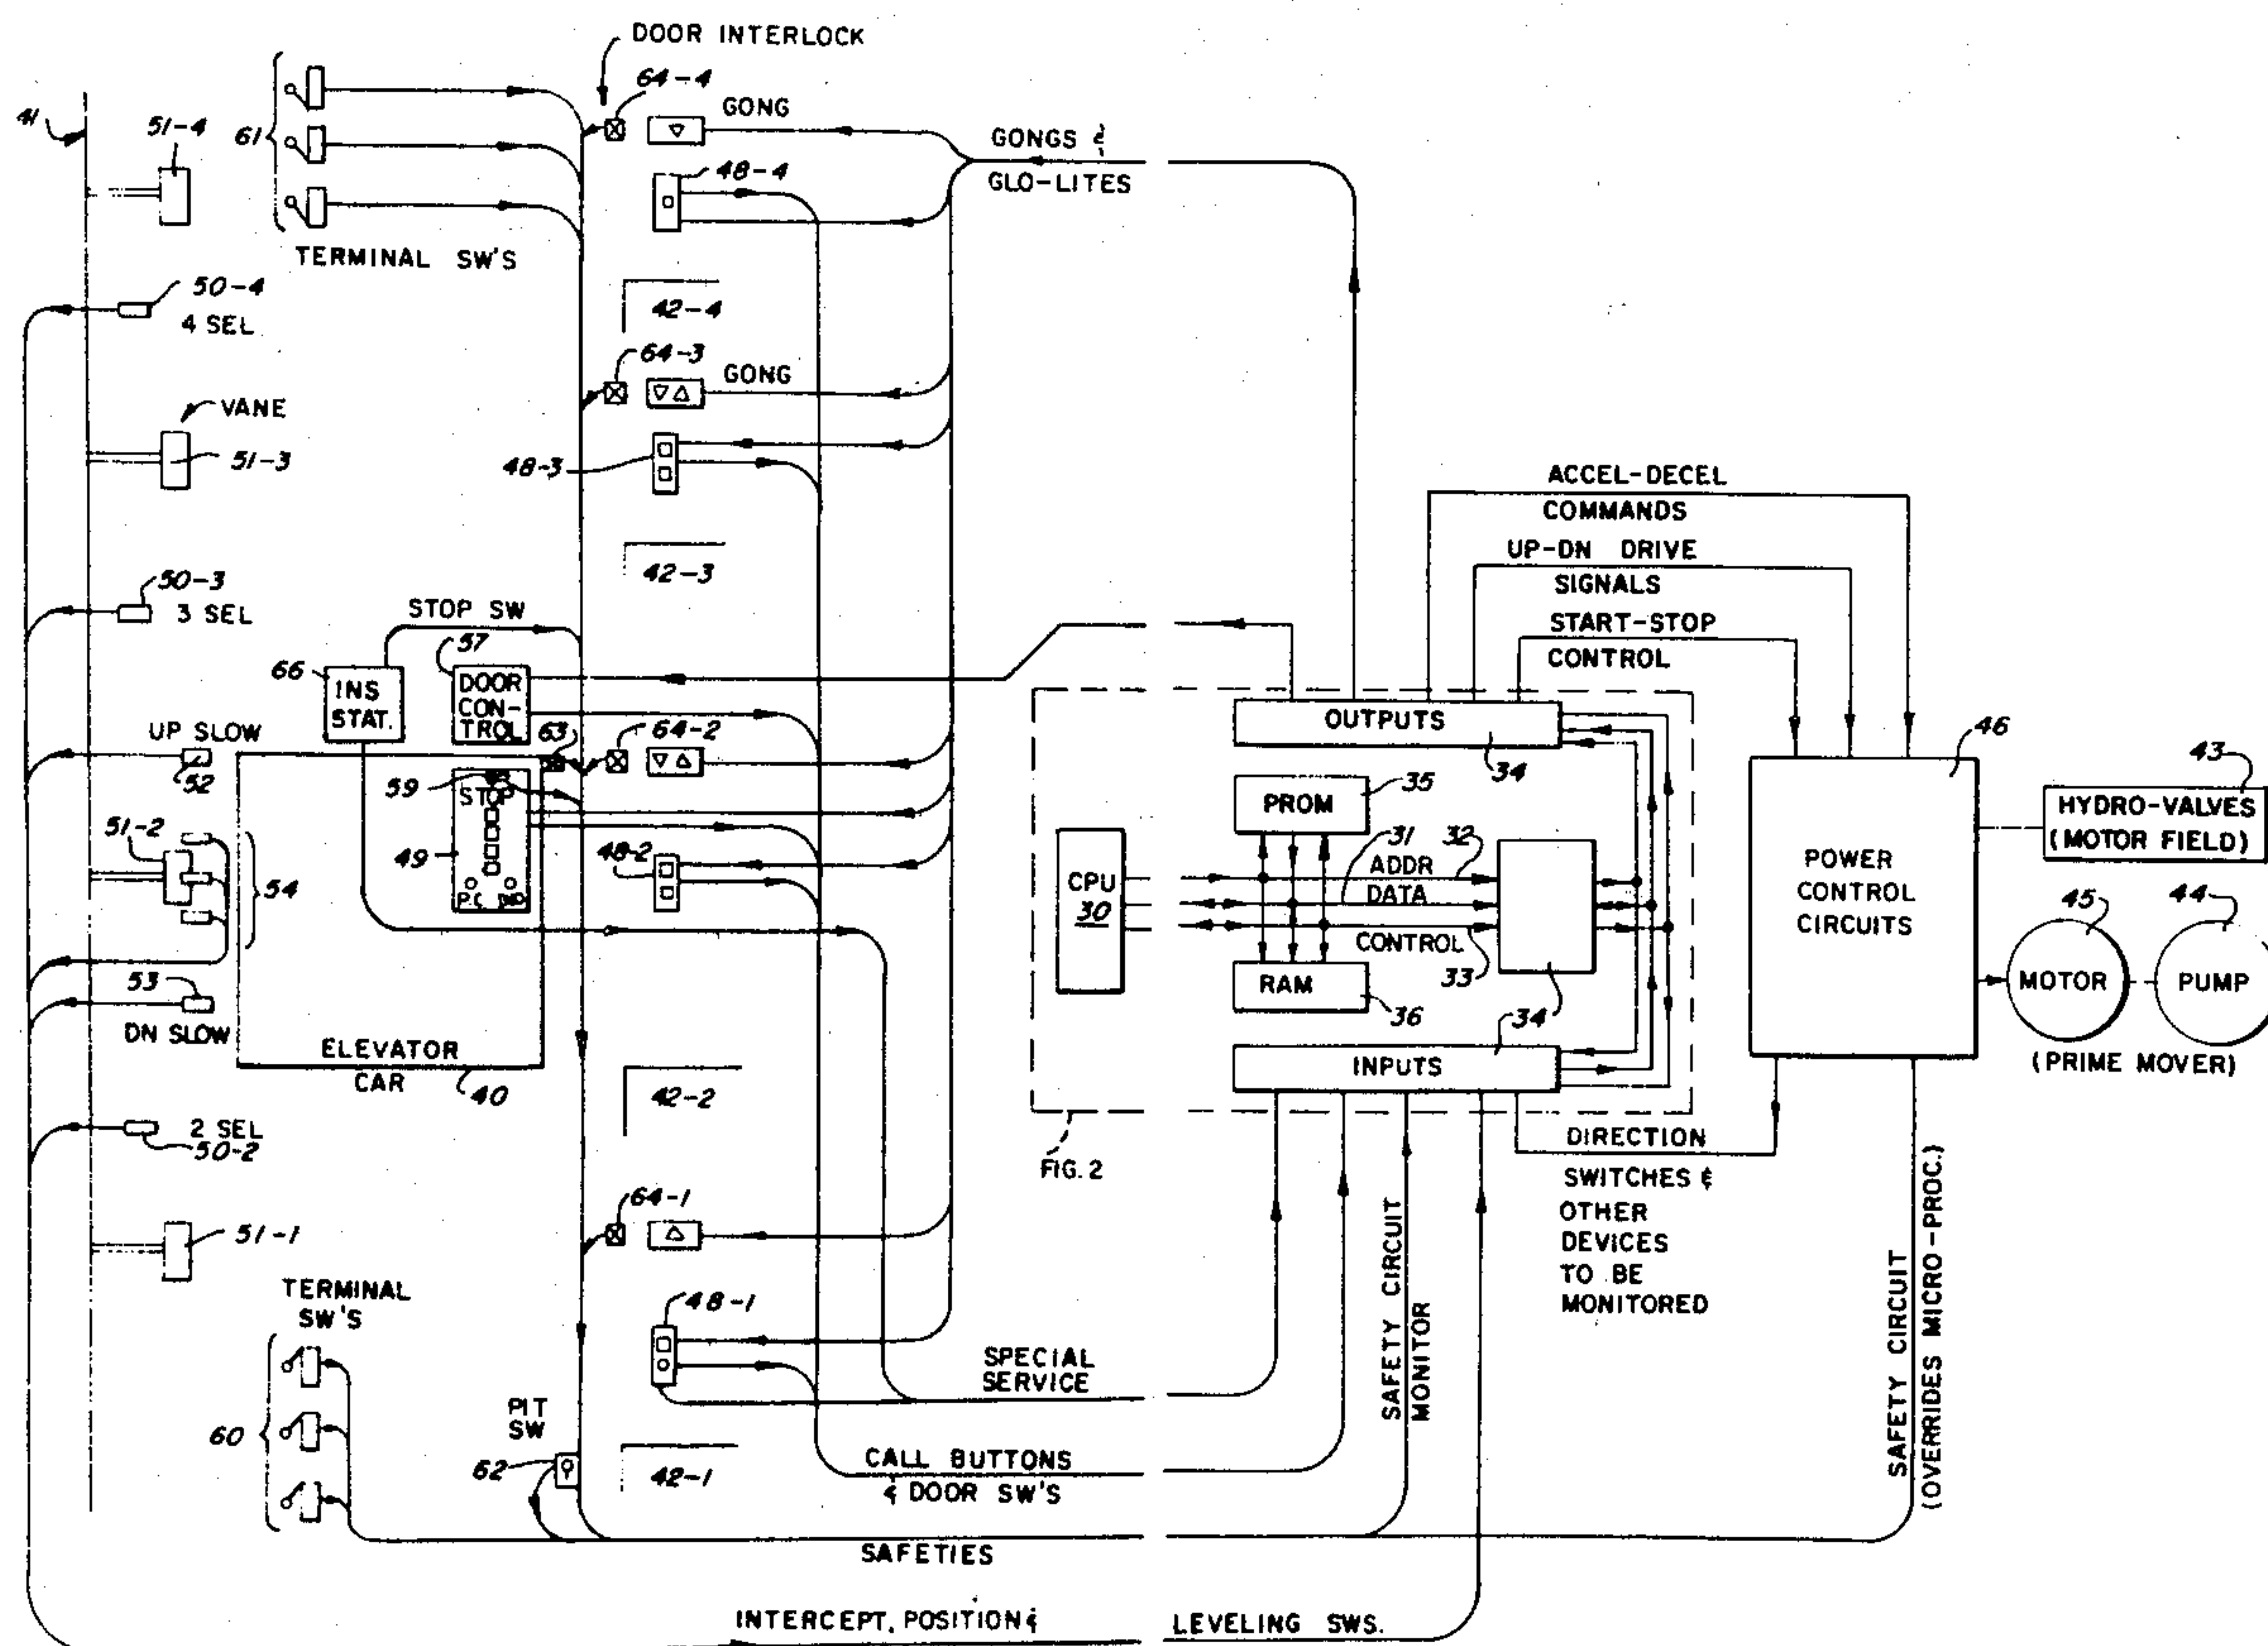 DOOR INTERLOCK
64-4
GONG
41
61
51-4
48-4
GONGS &
GLO-LITES
TERMINAL SW'S
50-4
4 SEL
42-4
64-3
GONG
VANE
51-3
48-3
ACCEL-DECEL
COMMANDS
UP-DN DRIVE
SIGNALS
START-STOP
CONTROL
42-3
50-3
3 SEL
STOP SW
57
66
INS
STAT.
DOOR
CON-
TROL
63
64-2
OUTPUTS
34
46
43
UP SLOW
52
59
STOP
PROM
35
HYDRO-VALVES
(MOTOR FIELD)
51-2
54
49
48-2
31
32
ADDR
DATA
CPU
30
POWER
CONTROL
CIRCUITS
45
44
CONTROL
33
34
53
DN SLOW
RAM
36
MOTOR
PUMP
(PRIME MOVER)
ELEVATOR
CAR
40
34
INPUTS
42-2
2 SEL
50-2
FIG. 2
DIRECTION
SWITCHES &
OTHER
DEVICES
TO BE
MONITORED
64-1
51-1
TERMINAL
SW'S
48-1
SPECIAL
SERVICE
SAFETY CIRCUIT
MONITOR
SAFETY CIRCUIT
(OVERRIDES MICRO-PROC.)
60
PIT
SW
62
42-1
CALL BUTTONS
& DOOR SW'S
SAFETIES
INTERCEPT, POSITION & LEVELING SWS.